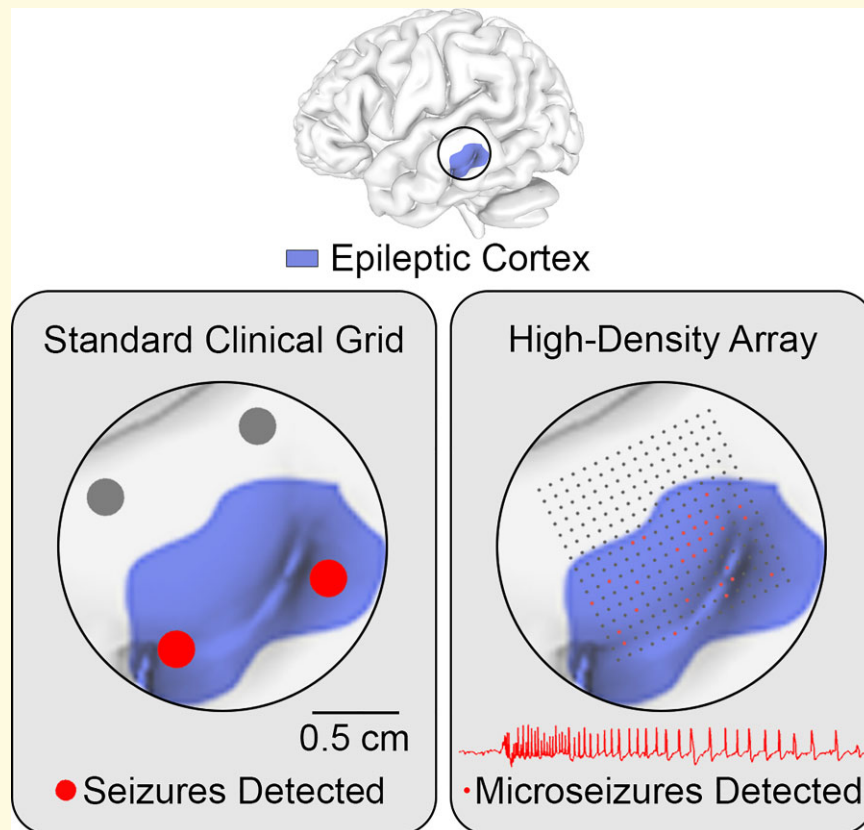 Epileptic Cortex
Standard Clinical Grid
0.5 cm
Seizures Detected
High-Density Array
Microseizures Detected